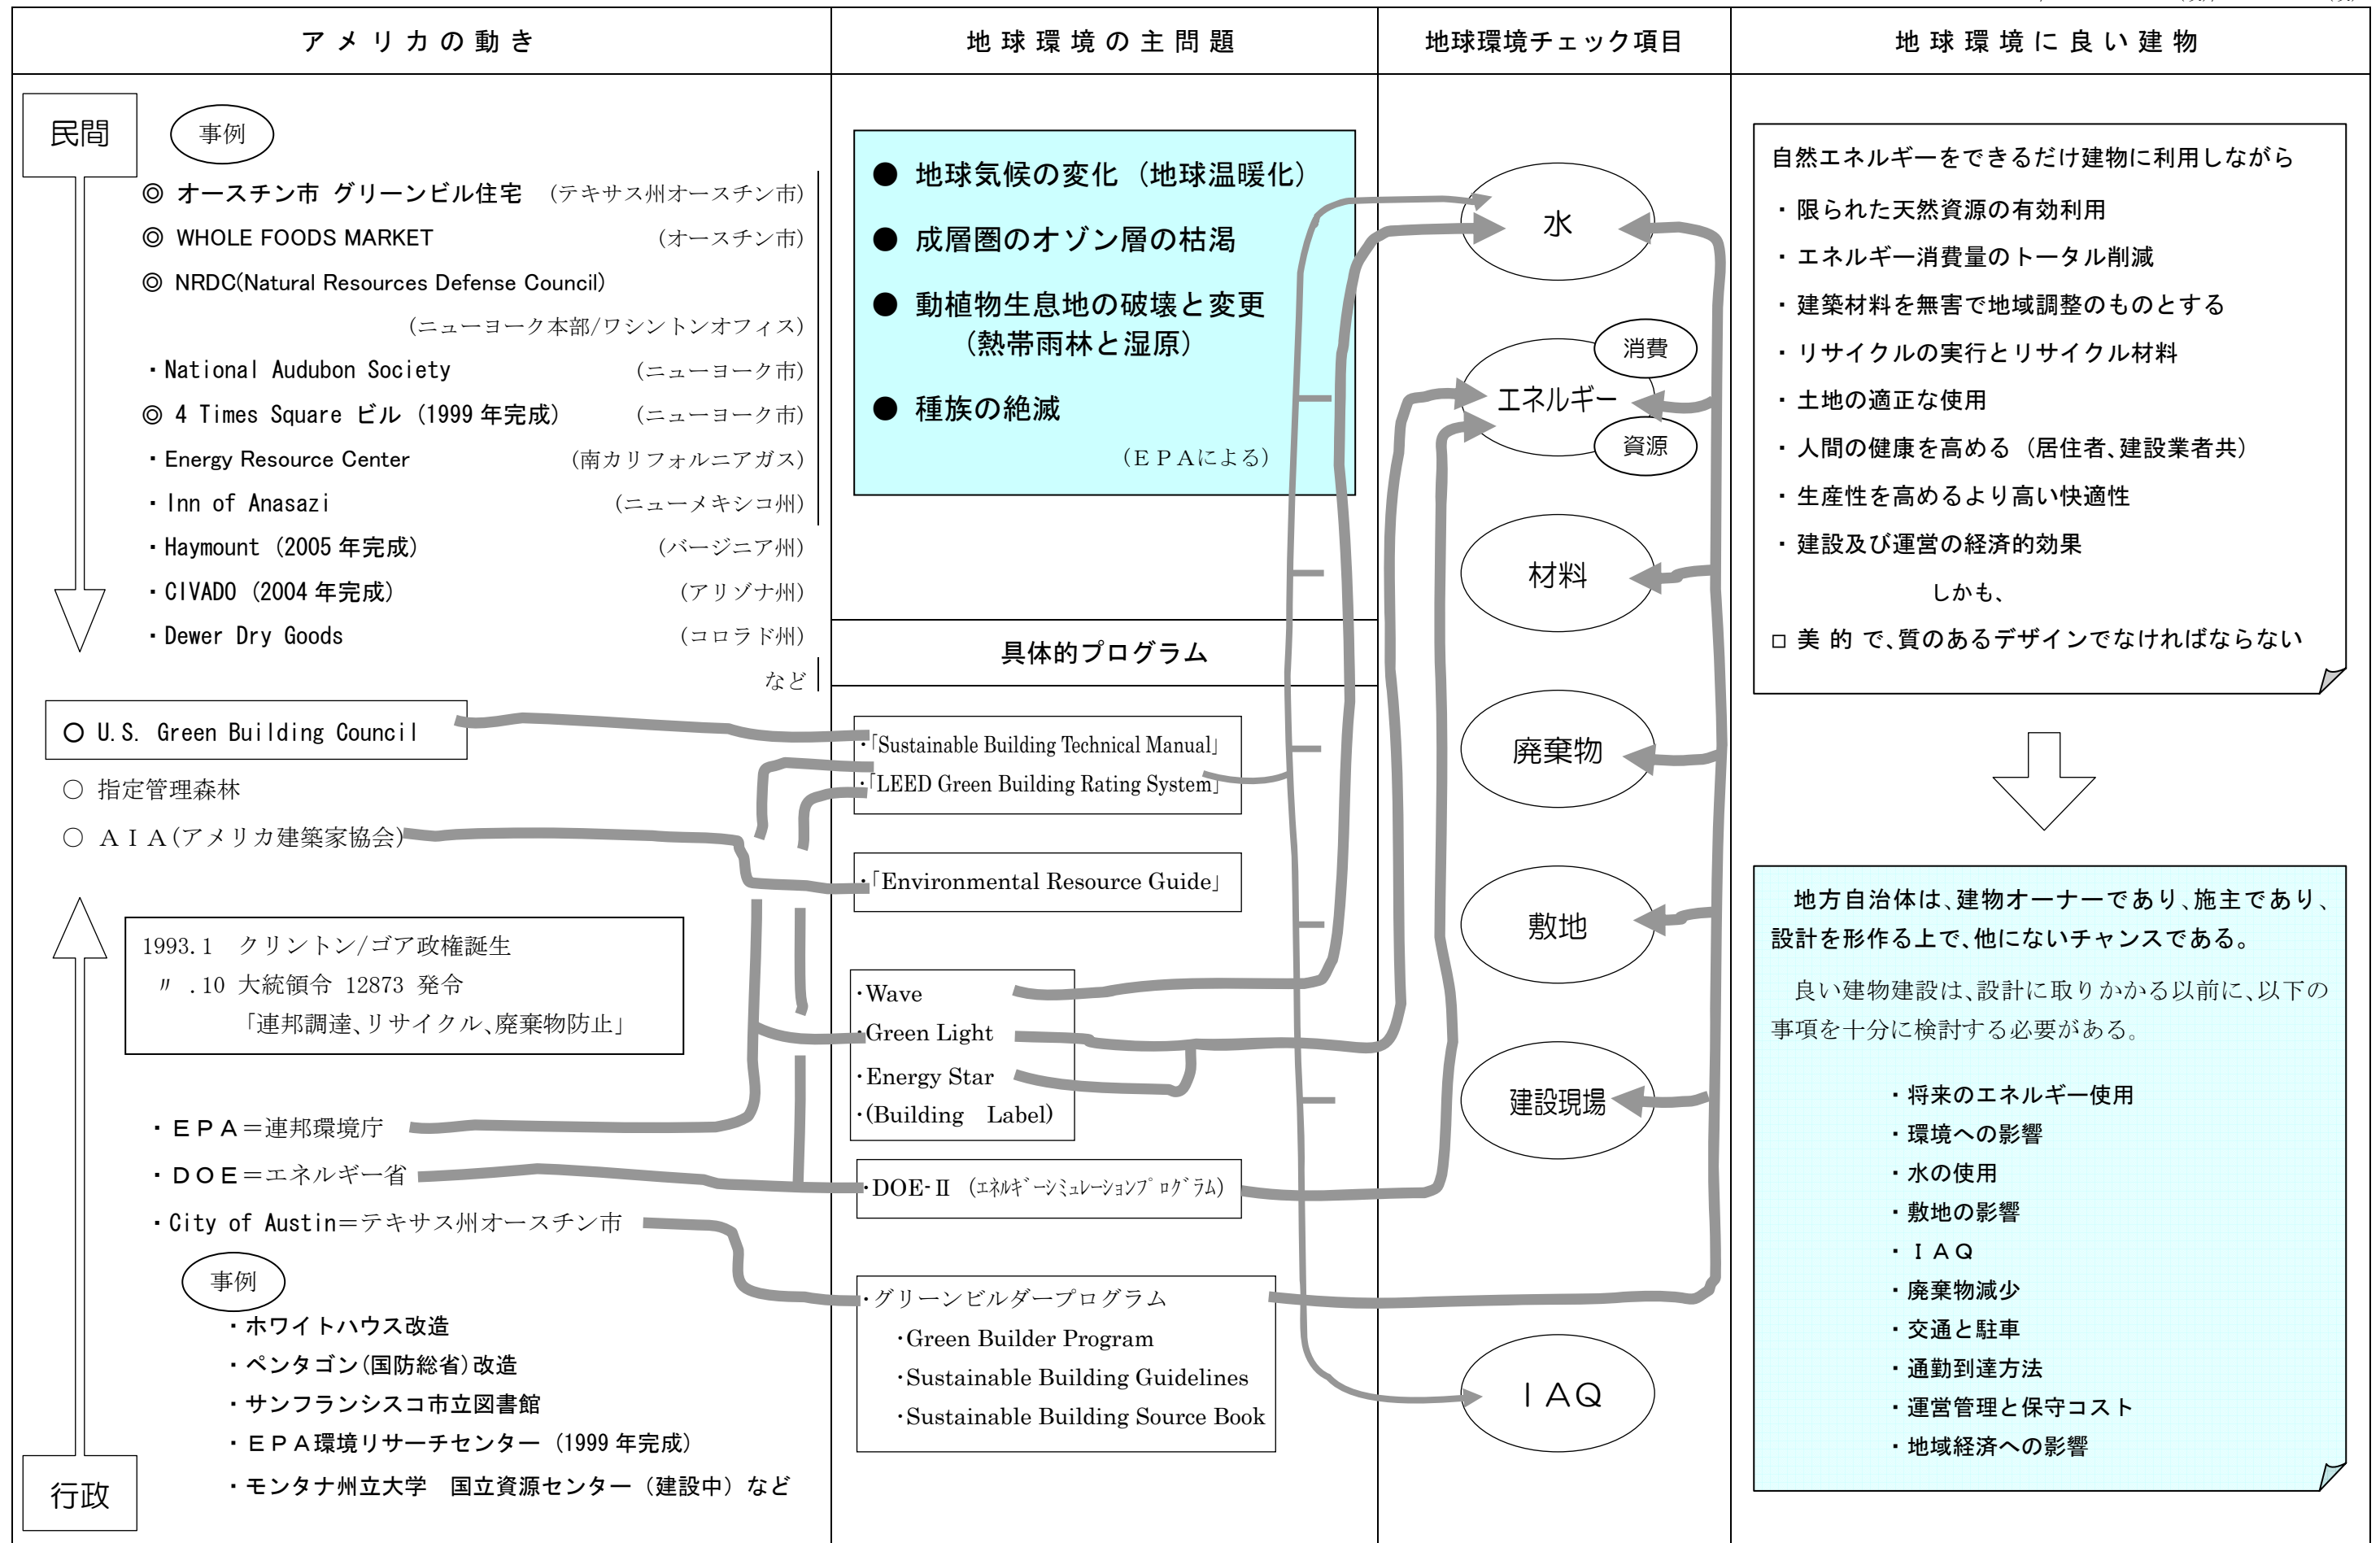 アメリカの動き
民間
事例
◎ オースチン市 グリーンビル住宅 (テキサス州オースチン市)
◎ WHOLE FOODS MARKET (オースチン市)
◎ NRDC(Natural Resources Defense Council)
(ニューヨーク本部/ワシントンオフィス)
・National Audubon Society (ニューヨーク市)
◎ 4 Times Square ビル (1999年完成) (ニューヨーク市)
・Energy Resource Center (南カリフォルニアガス)
・Inn of Anasazi (ニューメキシコ州)
・Haymount (2005年完成) (バージニア州)
・CIVADO (2004年完成) (アリゾナ州)
・Dewer Dry Goods (コロラド州)
など
○ U.S. Green Building Council
○ 指定管理森林
○ AIA(アメリカ建築家協会)
1993.1 クリントン/ゴア政権誕生
〃 .10 大統領令 12873 発令
「連邦調達、リサイクル、廃棄物防止」
・EPA=連邦環境庁
・DOE=エネルギー省
・City of Austin=テキサス州オースチン市
事例
・ホワイトハウス改造
・ペンタゴン(国防総省)改造
・サンフランシスコ市立図書館
・EPA環境リサーチセンター (1999年完成)
・モンタナ州立大学 国立資源センター (建設中) など
行政
地球環境の主問題
● 地球気候の変化 (地球温暖化)
● 成層圏のオゾン層の枯渇
● 動植物生息地の破壊と変更
(熱帯雨林と湿原)
● 種族の絶滅
(EPAによる)
具体的プログラム
・「Sustainable Building Technical Manual」
・「LEED Green Building Rating System」
・「Environmental Resource Guide」
・Wave
・Green Light
・Energy Star
・(Building Label)
・DOE-Ⅱ (エネルギーシミュレーションプログラム)
・グリーンビルダープログラム
・Green Builder Program
・Sustainable Building Guidelines
・Sustainable Building Source Book
地球環境チェック項目
水
消費
エネルギー
資源
材料
廃棄物
敷地
建設現場
IAQ
地球環境に良い建物
自然エネルギーをできるだけ建物に利用しながら
・限られた天然資源の有効利用
・エネルギー消費量のトータル削減
・建築材料を無害で地域調整のものとする
・リサイクルの実行とリサイクル材料
・土地の適正な使用
・人間の健康を高める (居住者、建設業者共)
・生産性を高めるより高い快適性
・建設及び運営の経済的効果
しかも、
□ 美 的 で、質のあるデザインでなければならない
地方自治体は、建物オーナーであり、施主であり、
設計を形作る上で、他にないチャンスである。
良い建物建設は、設計に取りかかる以前に、以下の
事項を十分に検討する必要がある。
・将来のエネルギー使用
・環境への影響
・水の使用
・敷地の影響
・IAQ
・廃棄物減少
・交通と駐車
・通勤到達方法
・運営管理と保守コスト
・地域経済への影響